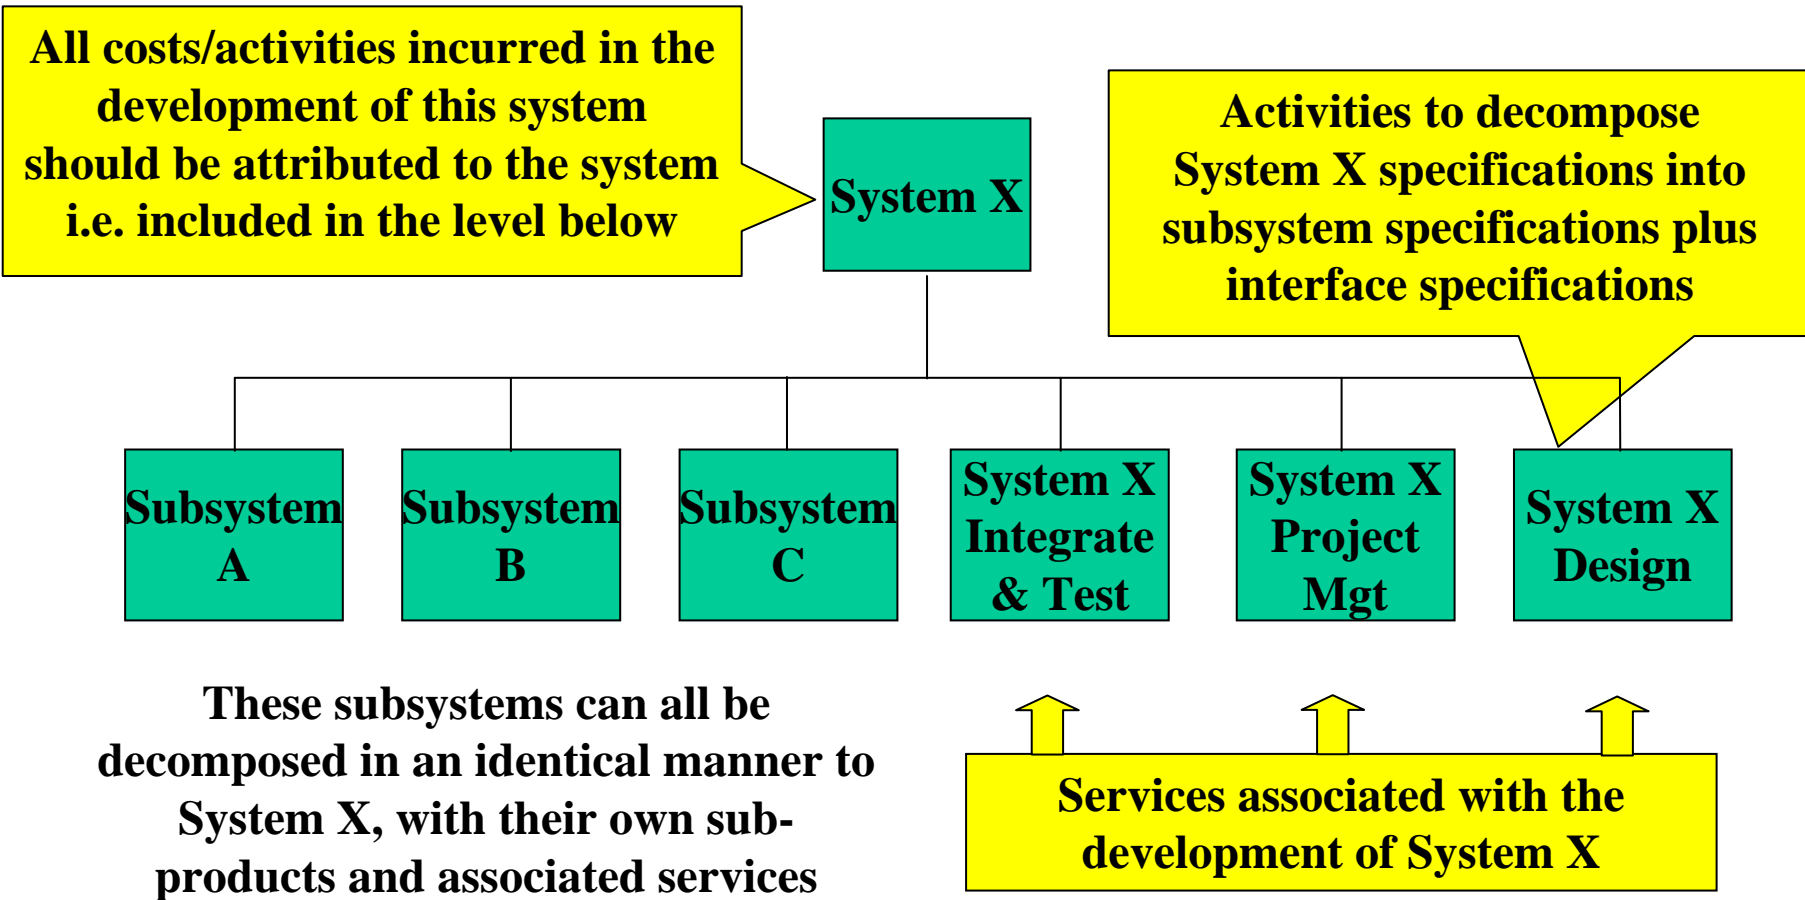 All costs/activities incurred in the
development of this system
should be attributed to the system
i.e. included in the level below
System X
Activities to decompose
System X specifications into
subsystem specifications plus
interface specifications
Subsystem
A
Subsystem
B
Subsystem
C
System X
Integrate
& Test
System X
Project
Mgt
System X
Design
These subsystems can all be
decomposed in an identical manner to
System X, with their own sub-
products and associated services
Services associated with the
development of System X